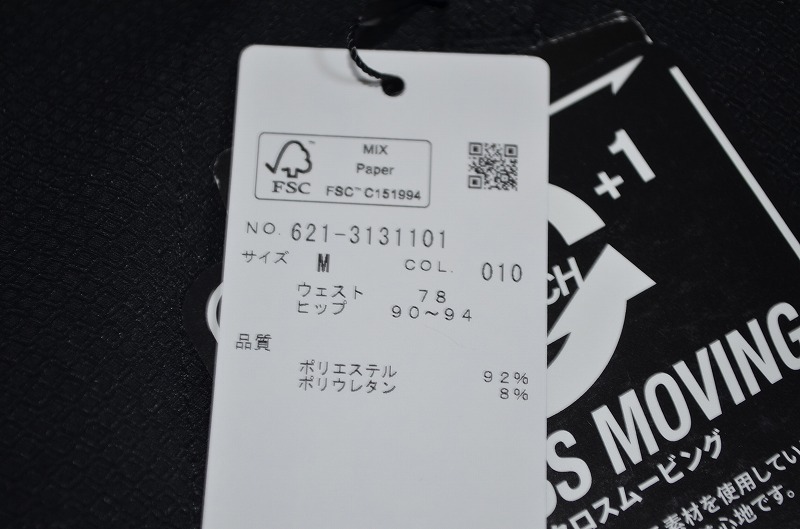 MIX
Paper
FSC™ C151994
FSC
NO. 621-3131101
サイズ M COL. 010
ウェスト 78
ヒップ 90～94
品質
ポリエステル 92%
ポリウレタン 8%
+1
CH
SS MOVING
クロスムービング
素材を使用してい
心地です。